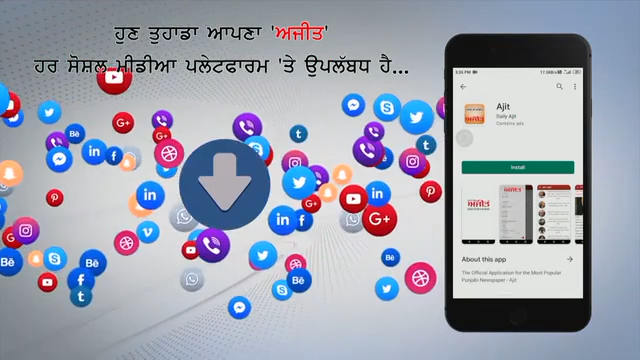 ਹੁਣ ਤੁਹਾਡਾ ਆਪਣਾ 'ਅਜੀਤ'
ਹਰ ਸੋਸ਼ਲ ਮੀਡੀਆ ਪਲੇਟਫਾਰਮ 'ਤੇ ਉਪਲੱਬਧ ਹੈ...
Ajit
Daily Ajit
Contains ads
Install
ਅਜੀਤ
About this app
The Official Application for the Most Popular
Punjabi Newspaper - Ajit